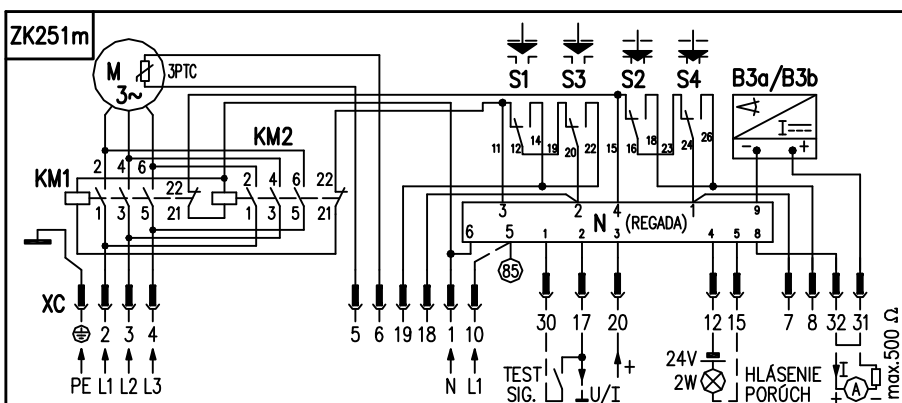 ZK251m
M
3~
3PTC
S1 S3 S2 S4
B3a/B3b
I
- +
KM2
KM1
2 4 6 22
1 3 5 21
2 4 6 22
1 3 5 21
11 12 14 19 20 22 15 16 18 23 24 26
3 2 4 1 9
N (REGADA)
6 5 1 2 3 4 5 8
85
XC
2 3 4 5 6 19 18 1 10 30 17 20 12 15 7 8 32 31
PE L1 L2 L3 N L1
TEST
SIG.
U/I
+
24V
2W
HLÁSENIE
PORÚCH
I
+ A -
max.500 Ω